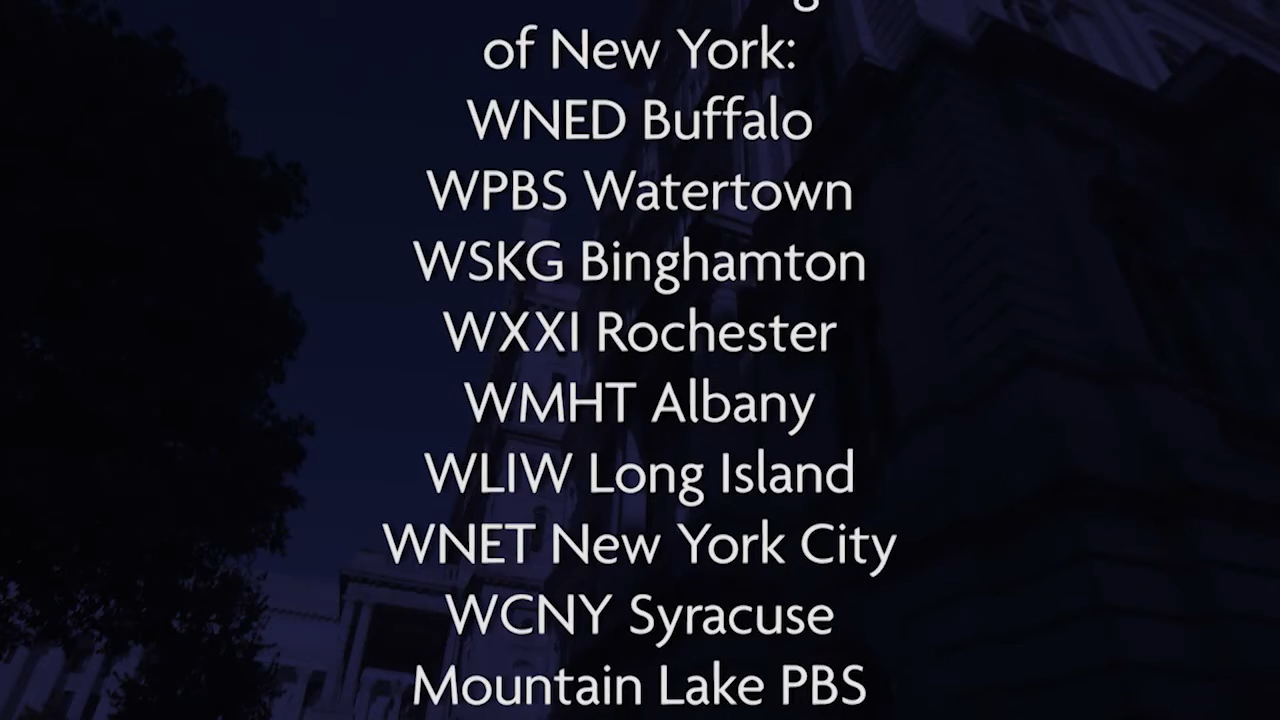 of New York:
WNED Buffalo
WPBS Watertown
WSKG Binghamton
WXXI Rochester
WMHT Albany
WLIW Long Island
WNET New York City
WCNY Syracuse
Mountain Lake PBS